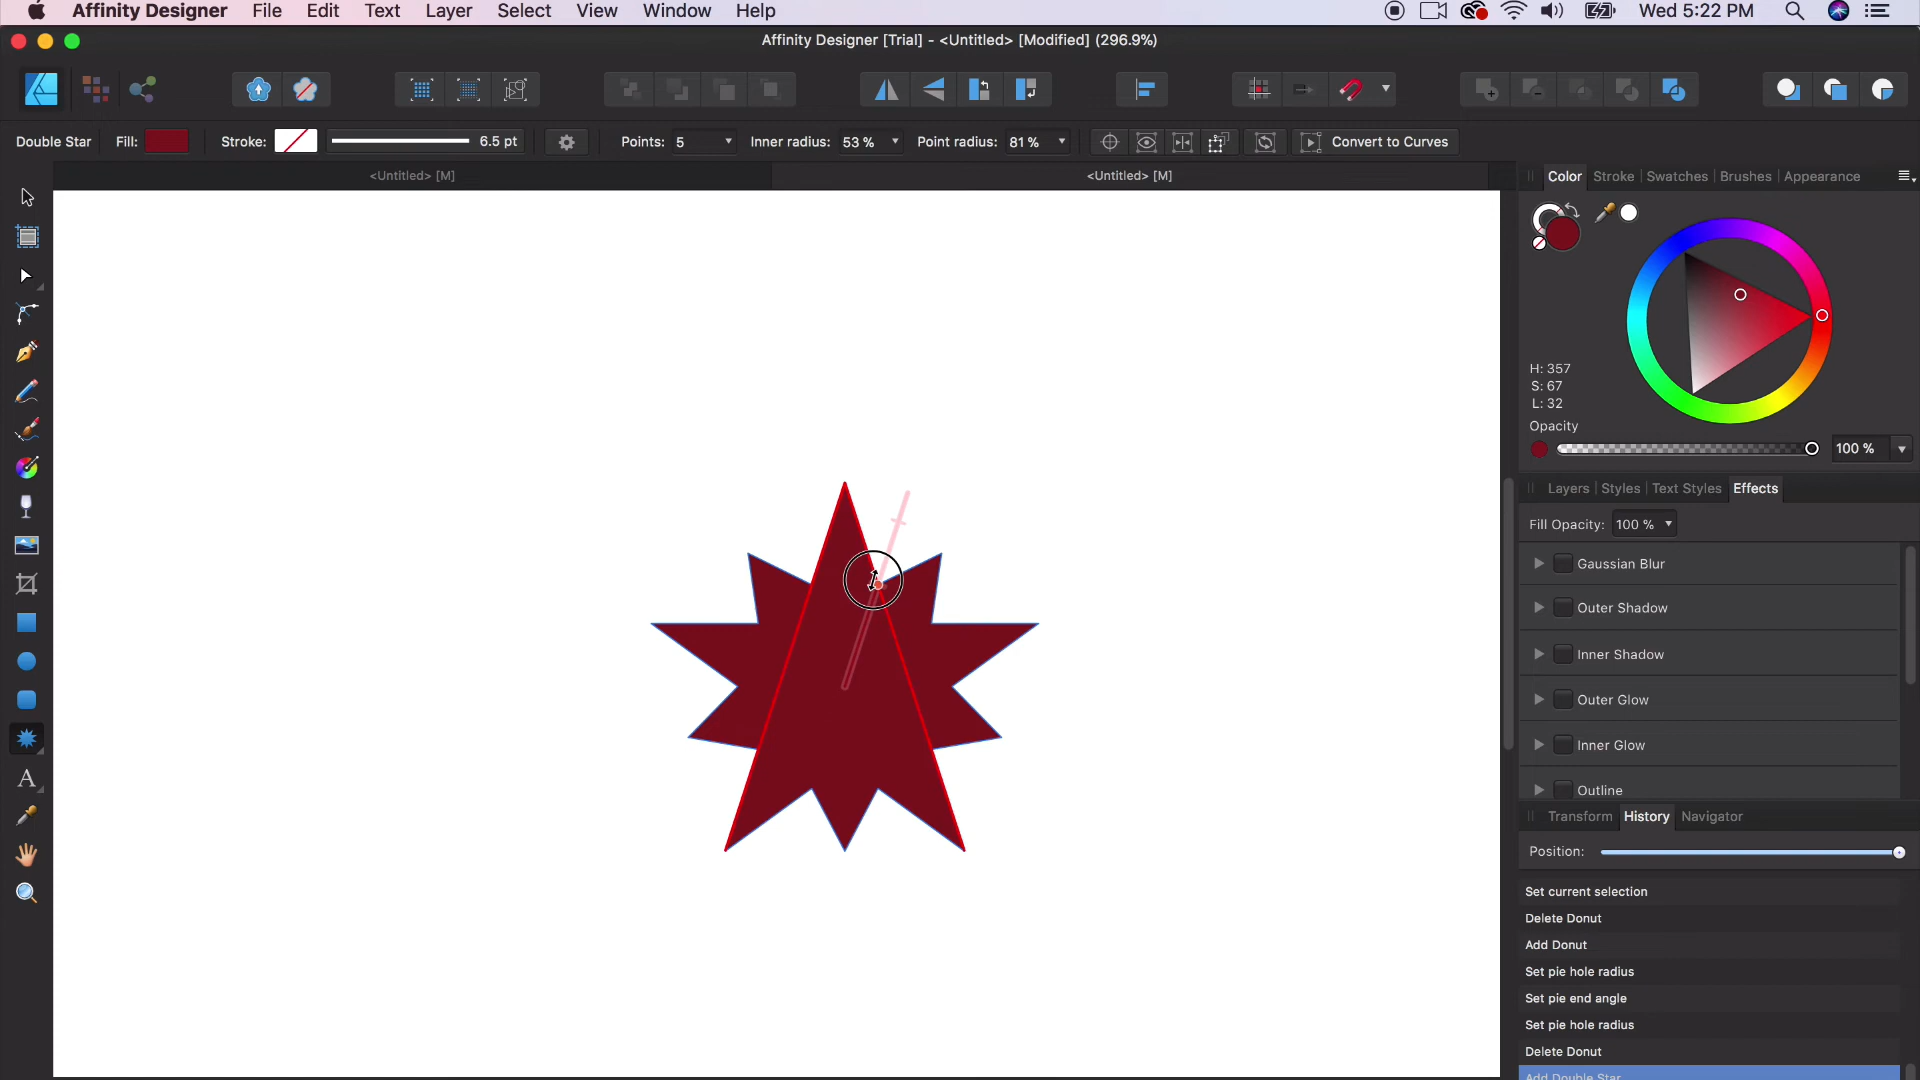 Affinity Designer File Edit Text Layer Select View Window Help Wed 5:22 PM
Affinity Designer [Trial] - <Untitled> [Modified] (296.9%)
Double Star Fill: Stroke: 6.5 pt Points: 5 Inner radius: 53 % Point radius: 81 % Convert to Curves
<Untitled> [M] <Untitled> [M]
Color Stroke Swatches Brushes Appearance
H: 357
S: 67
L: 32
Opacity
100 %
Layers Styles Text Styles Effects
Fill Opacity: 100 %
Gaussian Blur
Outer Shadow
Inner Shadow
Outer Glow
Inner Glow
Outline
Transform History Navigator
Position:
Set current selection
Delete Donut
Add Donut
Set pie hole radius
Set pie end angle
Set pie hole radius
Delete Donut
Add Double Star
A